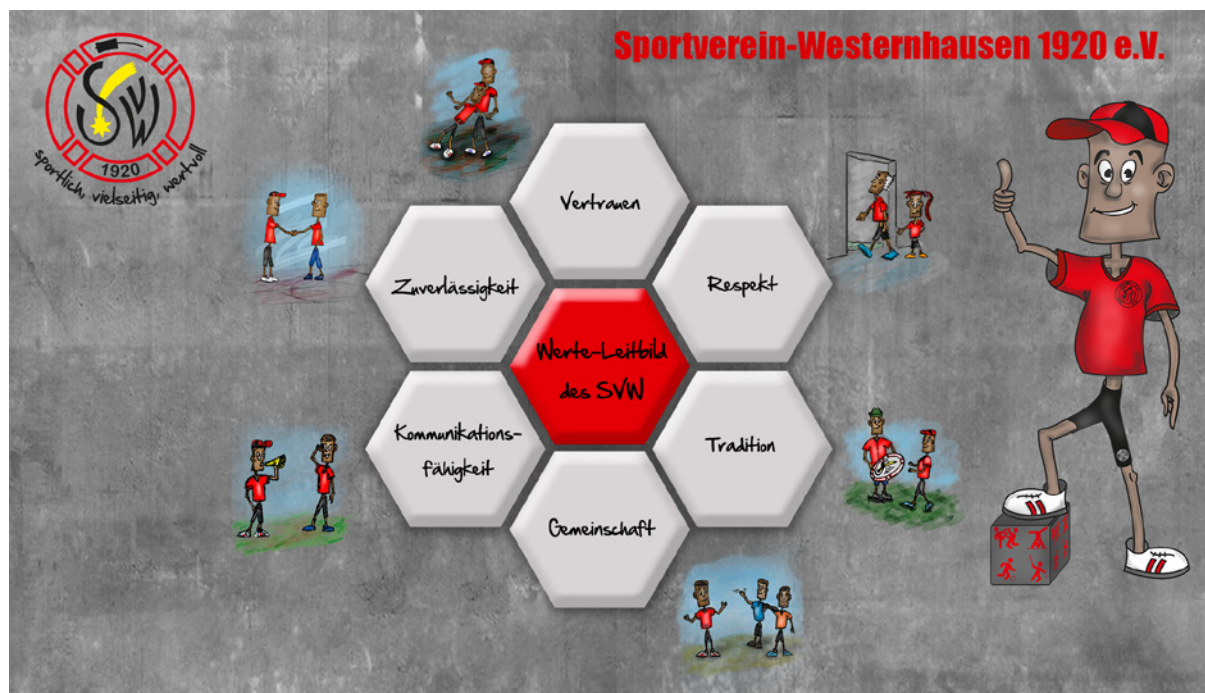 Sportverein-Westernhausen 1920 e.V.
SVW
1920
sportlich, vielseitig, wertvoll
Vertrauen
Zuverlässigkeit
Respekt
Werte-Leitbild
des SVW
Kommunikations-
fähigkeit
Tradition
Gemeinschaft